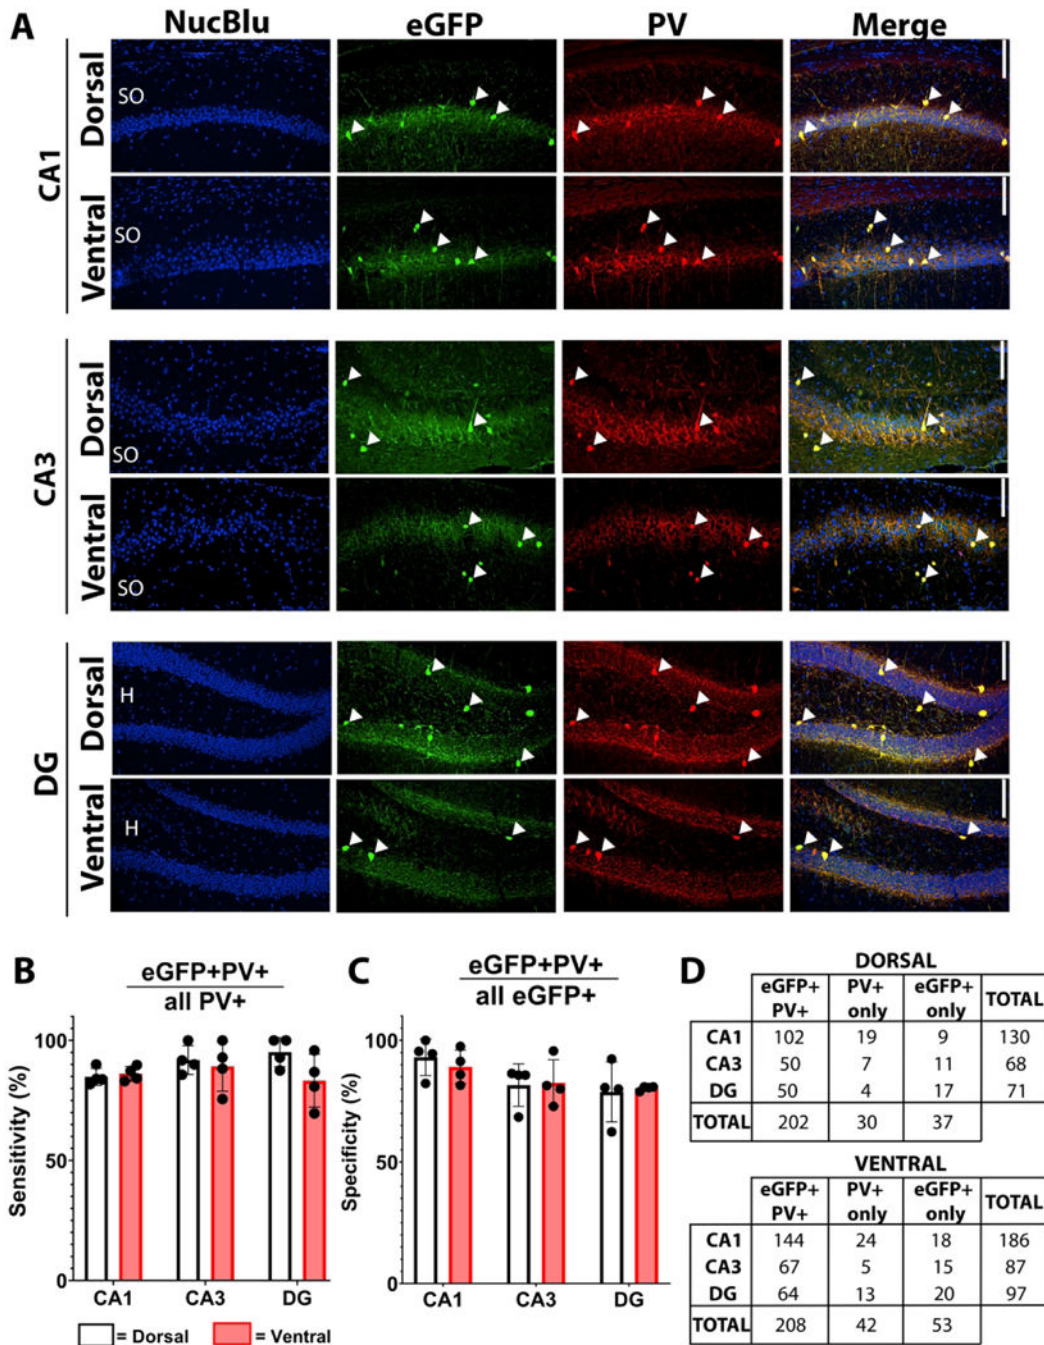 A
NucBlu eGFP PV Merge
CA1
Dorsal
SO
Ventral
SO
CA3
Dorsal
SO
Ventral
SO
DG
Dorsal
H
Ventral
H
B
eGFP+PV+
all PV+
Sensitivity (%)
100
50
0
CA1 CA3 DG
C
eGFP+PV+
all eGFP+
Specificity (%)
100
50
0
CA1 CA3 DG
= Dorsal = Ventral
D
DORSAL
eGFP+ PV+ eGFP+ TOTAL
PV+ only only
CA1 102 19 9 130
CA3 50 7 11 68
DG 50 4 17 71
TOTAL 202 30 37
VENTRAL
eGFP+ PV+ eGFP+ TOTAL
PV+ only only
CA1 144 24 18 186
CA3 67 5 15 87
DG 64 13 20 97
TOTAL 208 42 53